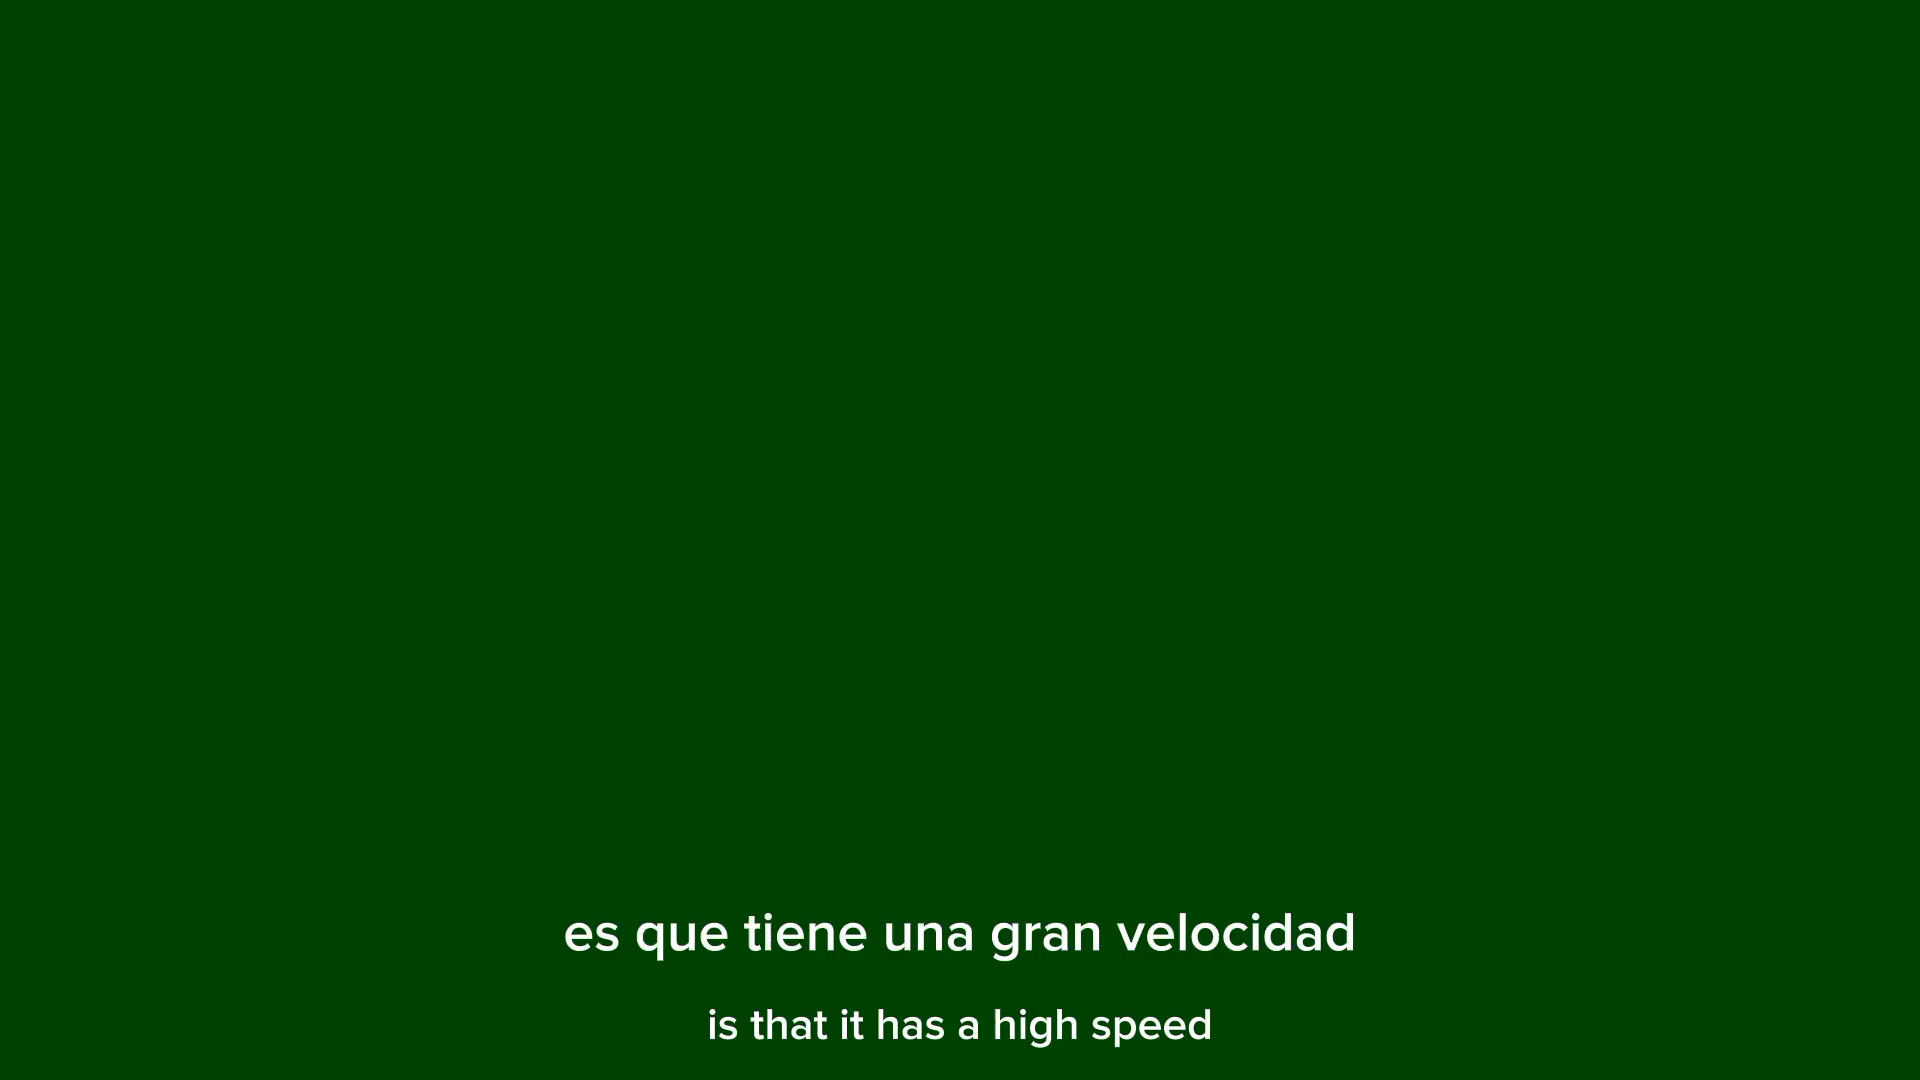 es que tiene una gran velocidad
is that it has a high speed